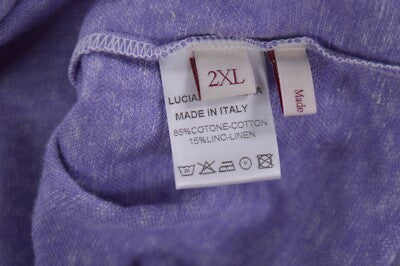 2XL
Made
MADE IN ITALY
85%COTONE-COTTON
15%LINO-LINEN